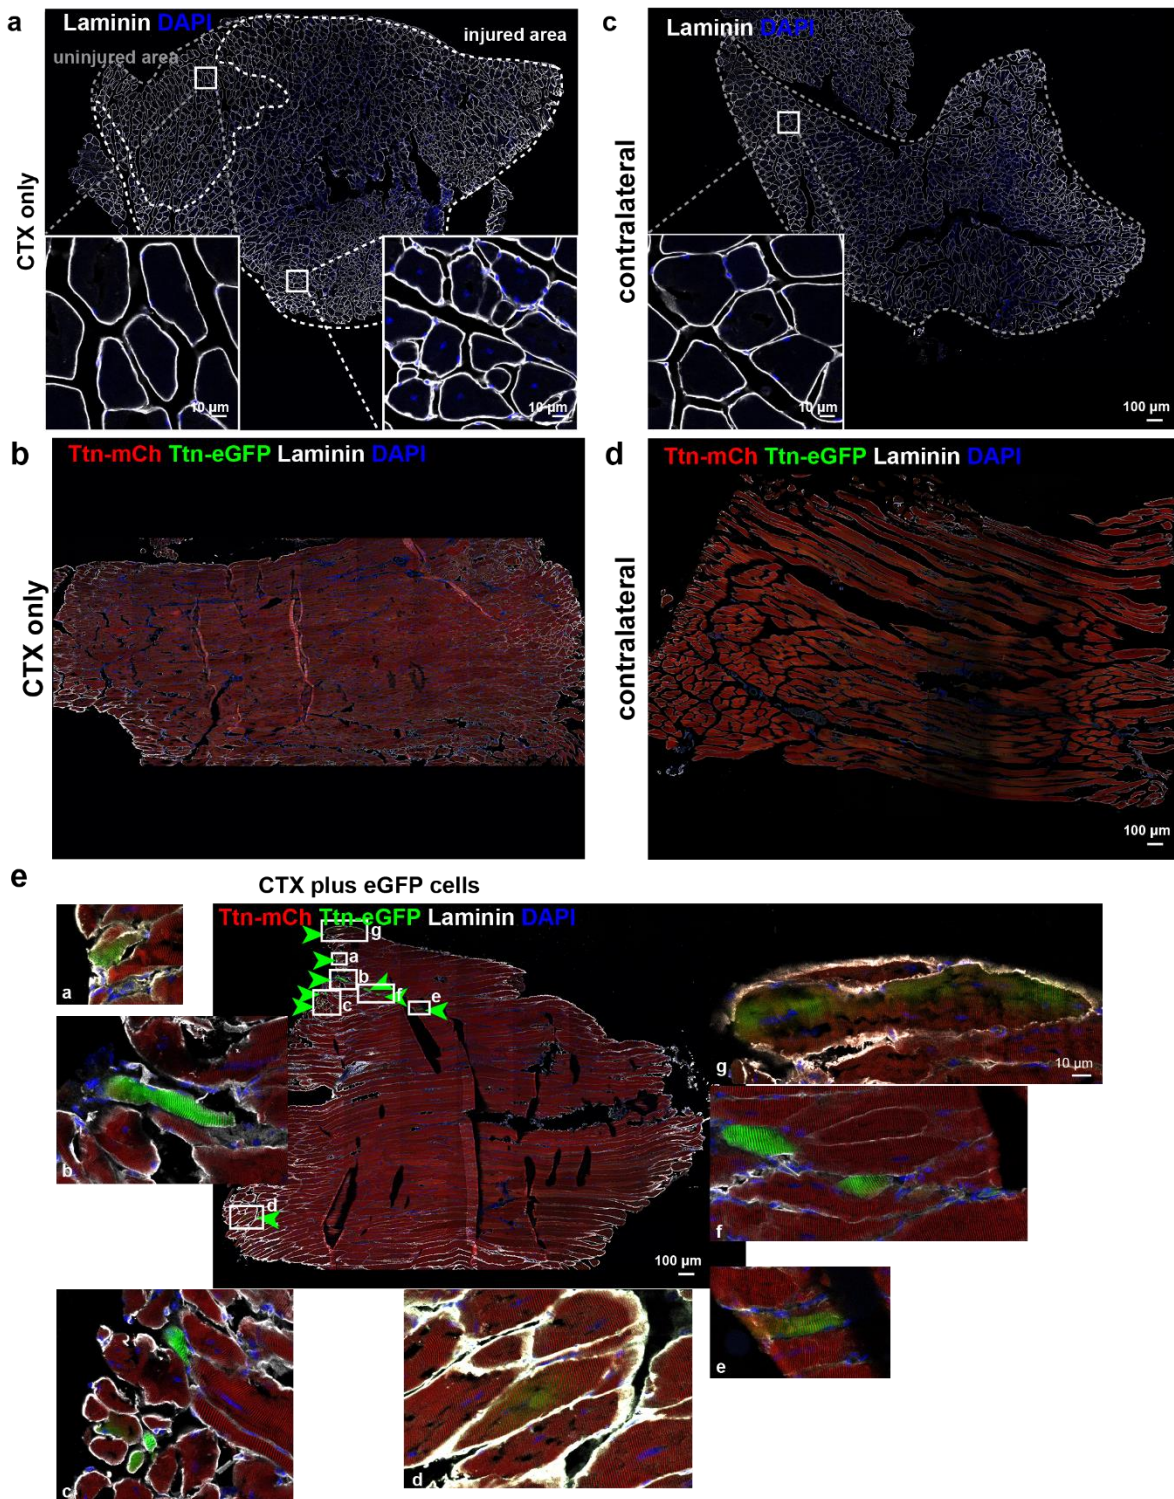 a
Laminin DAPI
uninjured area
injured area
CTX only
10 µm
10 µm
c
Laminin DAPI
contralateral
10 µm
100 µm
b
Ttn-mCh Ttn-eGFP Laminin DAPI
CTX only
d
Ttn-mCh Ttn-eGFP Laminin DAPI
contralateral
100 µm
e
CTX plus eGFP cells
Ttn-mCh Ttn-eGFP Laminin DAPI
g
a
b
f
c
e
d
100 µm
a
b
c
d
g
10 µm
f
e